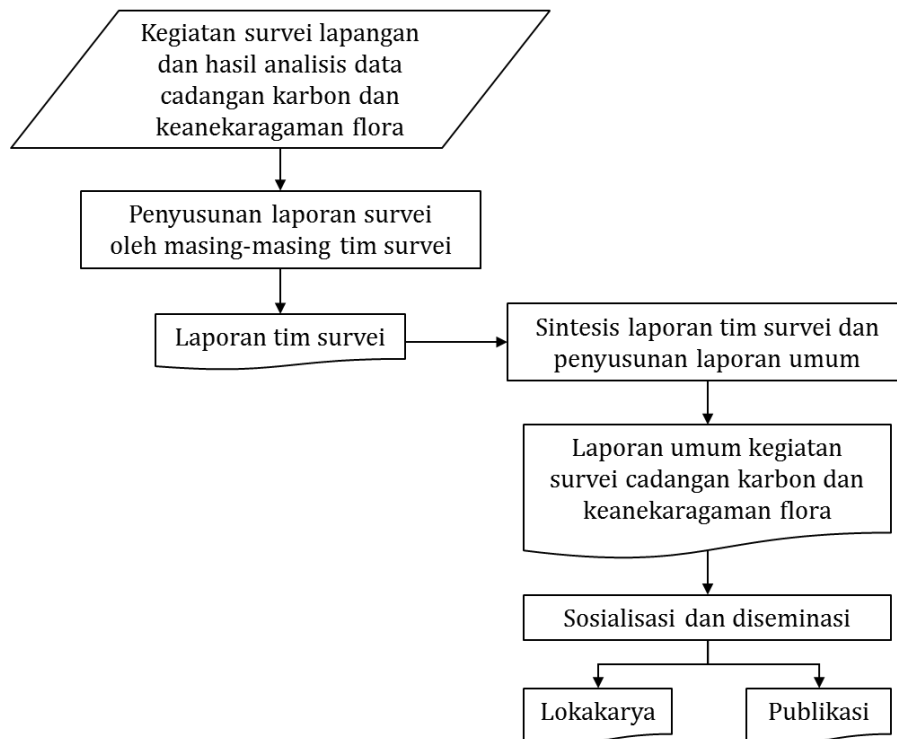 Kegiatan survei lapangan
dan hasil analisis data
cadangan karbon dan
keanekaragaman flora
Penyusunan laporan survei
oleh masing-masing tim survei
Laporan tim survei
Sintesis laporan tim survei dan
penyusunan laporan umum
Laporan umum kegiatan
survei cadangan karbon dan
keanekaragaman flora
Sosialisasi dan diseminasi
Lokakarya
Publikasi